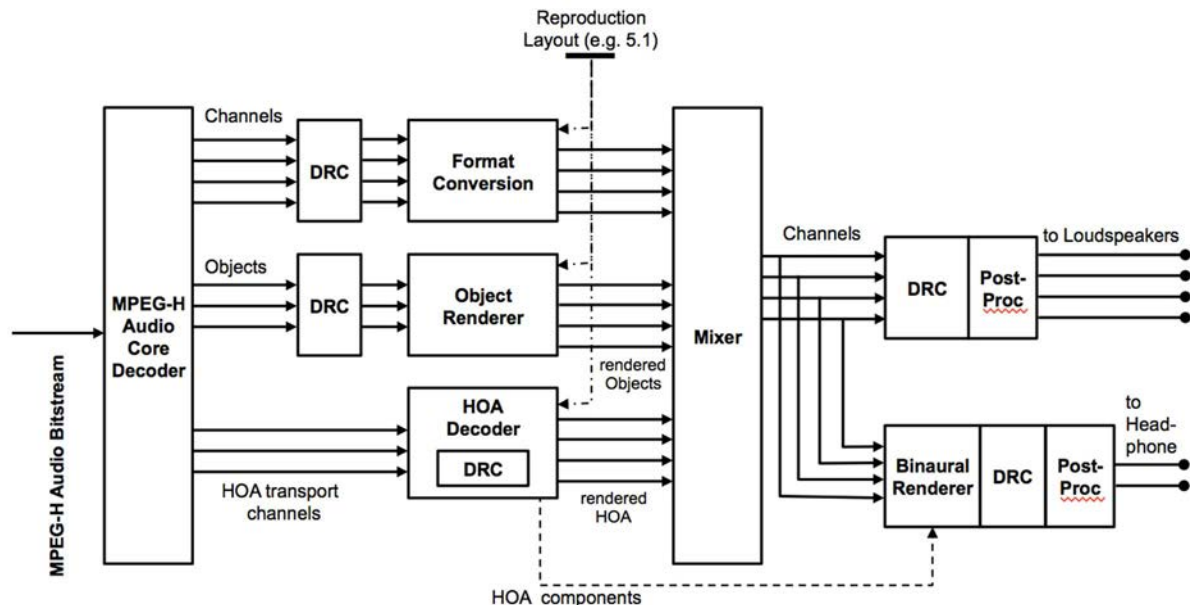 Reproduction
Layout (e.g. 5.1)
Channels
DRC
Format
Conversion
Objects
DRC
Object
Renderer
rendered
Objects
MPEG-H
Audio
Core
Decoder
MPEG-H Audio Bitstream
HOA
Decoder
DRC
HOA transport
channels
rendered
HOA
HOA components
Mixer
Channels
DRC
Post-
Proc
to Loudspeakers
Binaural
Renderer
DRC
Post-
Proc
to
Head-
phone